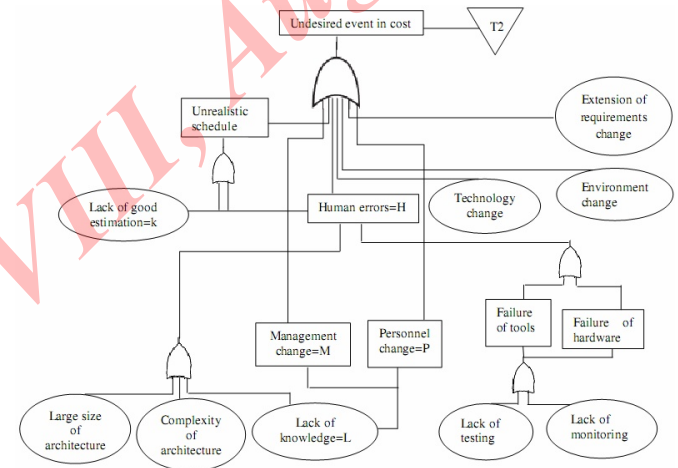 Undesired event in cost
T2
VIII, Aug
Unrealistic
schedule
Extension of
requirements
change
Lack of good
estimation=k
Human errors=H
Technology
change
Environment
change
Management
change=M
Personnel
change=P
Failure
of tools
Failure of
hardware
Large size
of
architecture
Complexity
of
architecture
Lack of
knowledge=L
Lack of
testing
Lack of
monitoring